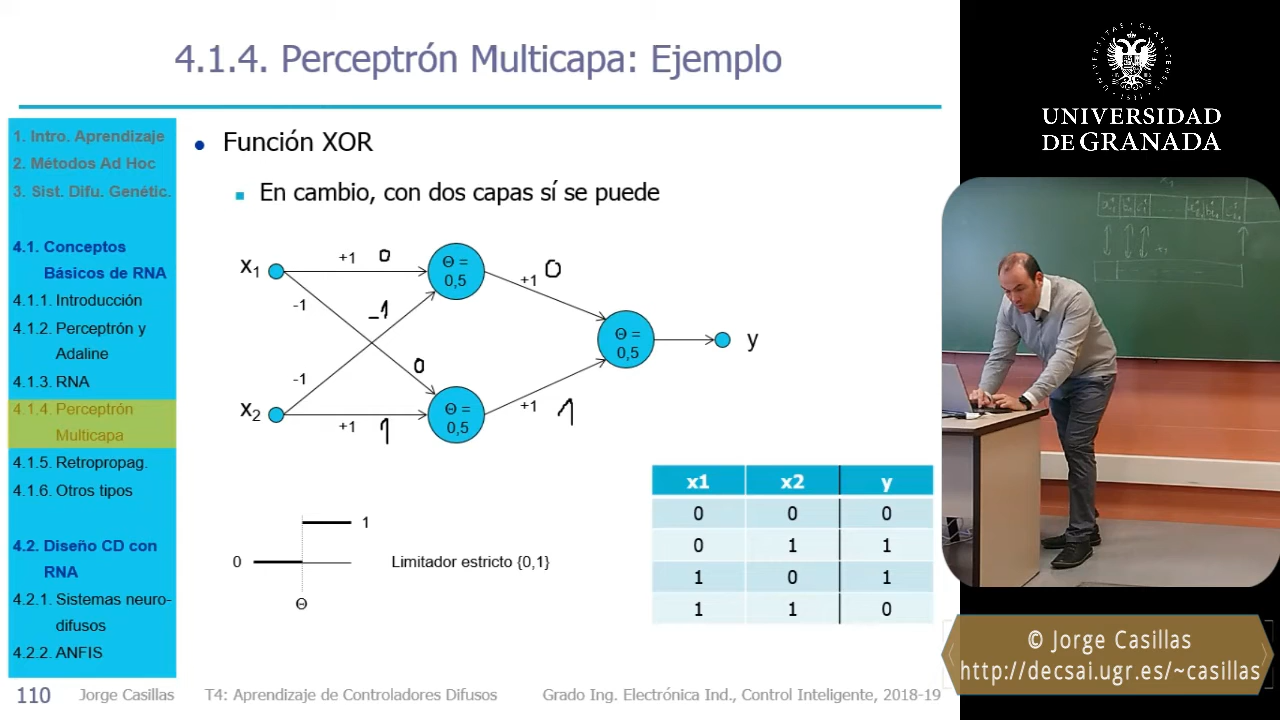 4.1.4. Perceptrón Multicapa: Ejemplo
1. Intro. Aprendizaje
2. Métodos Ad Hoc
3. Sist. Difu. Genétic.
4.1. Conceptos
Básicos de RNA
4.1.1. Introducción
4.1.2. Perceptrón y
Adaline
4.1.3. RNA
4.1.4. Perceptrón
Multicapa
4.1.5. Retropropag.
4.1.6. Otros tipos
4.2. Diseño CD con
RNA
4.2.1. Sistemas neuro-
difusos
4.2.2. ANFIS
Función XOR
En cambio, con dos capas sí se puede
x1
+1 0
-1
-1
Θ =
0,5
+1 0
Θ =
0,5
y
-1
0
x2
+1 1
Θ =
0,5
+1 1
0
1
Θ
Limitador estricto {0,1}
x1 x2 y
0 0 0
0 1 1
1 0 1
1 1 0
110 Jorge Casillas T4: Aprendizaje de Controladores Difusos Grado Ing. Electrónica Ind., Control Inteligente, 2018-19
UNIVERSIDAD
DE GRANADA
© Jorge Casillas
http://decsai.ugr.es/~casillas